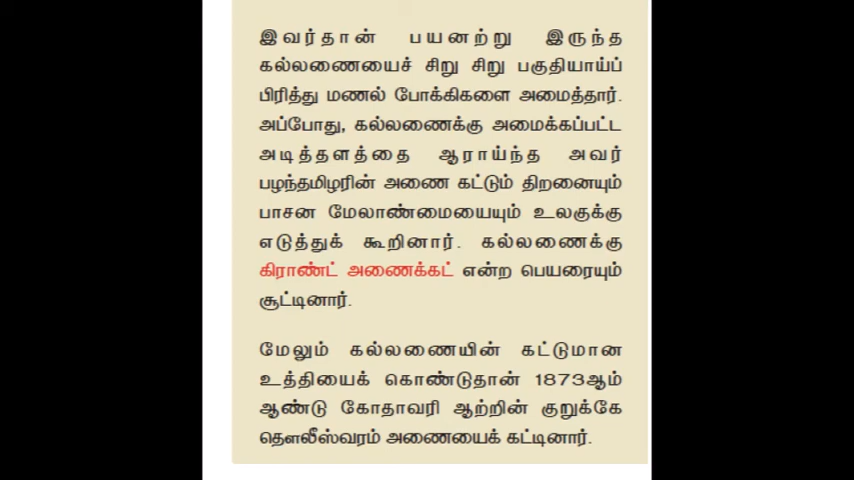 இவர்தான் பயனற்று இருந்த
கல்லணையைச் சிறு சிறு பகுதியாய்ப்
பிரித்து மணல் போக்கிகளை அமைத்தார்.
அப்போது, கல்லணைக்கு அமைக்கப்பட்ட
அடித்தளத்தை ஆராய்ந்த அவர்
பழந்தமிழரின் அணை கட்டும் திறனையும்
பாசன மேலாண்மையையும் உலகுக்கு
எடுத்துக் கூறினார். கல்லணைக்கு
கிராண்ட் அணைக்கட் என்ற பெயரையும்
சூட்டினார்.
மேலும் கல்லணையின் கட்டுமான
உத்தியைக் கொண்டுதான் 1873ஆம்
ஆண்டு கோதாவரி ஆற்றின் குறுக்கே
தௌலீஸ்வரம் அணையைக் கட்டினார்.